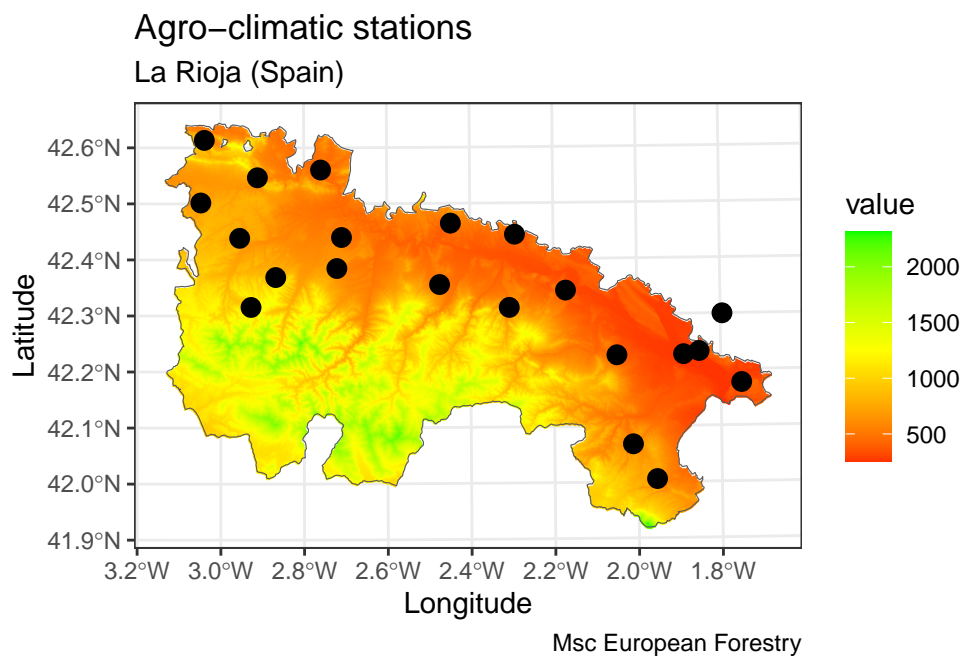 Agro−climatic stations
La Rioja (Spain)
42.6°N
42.5°N
42.4°N
42.3°N
42.2°N
42.1°N
42.0°N
41.9°N
Latitude
3.2°W 3.0°W 2.8°W 2.6°W 2.4°W 2.2°W 2.0°W 1.8°W
Longitude
value
2000
1500
1000
500
Msc European Forestry